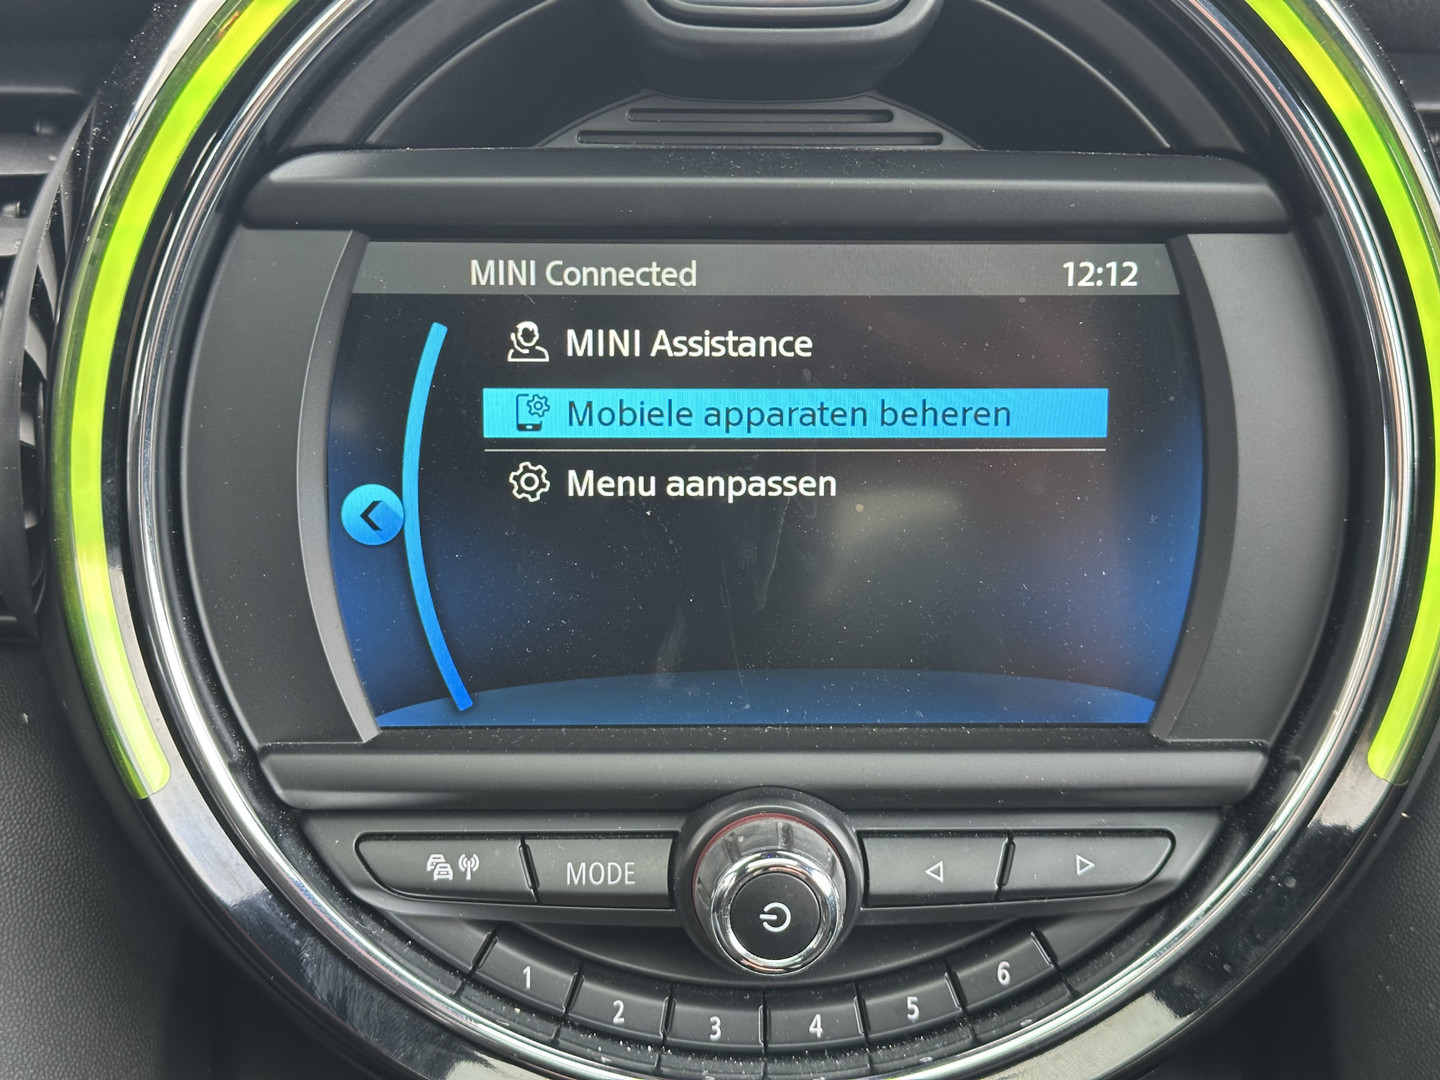 MINI Connected 12:12
MINI Assistance
Mobiele apparaten beheren
Menu aanpassen
MODE
1 2 3 4 5 6